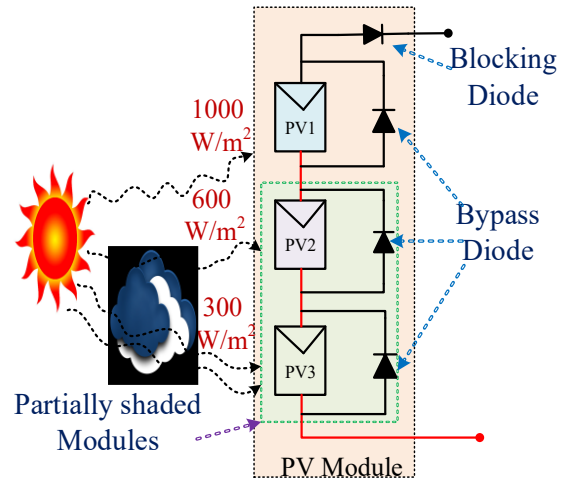 Blocking
Diode
1000
W/m²
PV1
600
W/m²
PV2
Bypass
Diode
300
W/m²
PV3
Partially shaded
Modules
PV Module